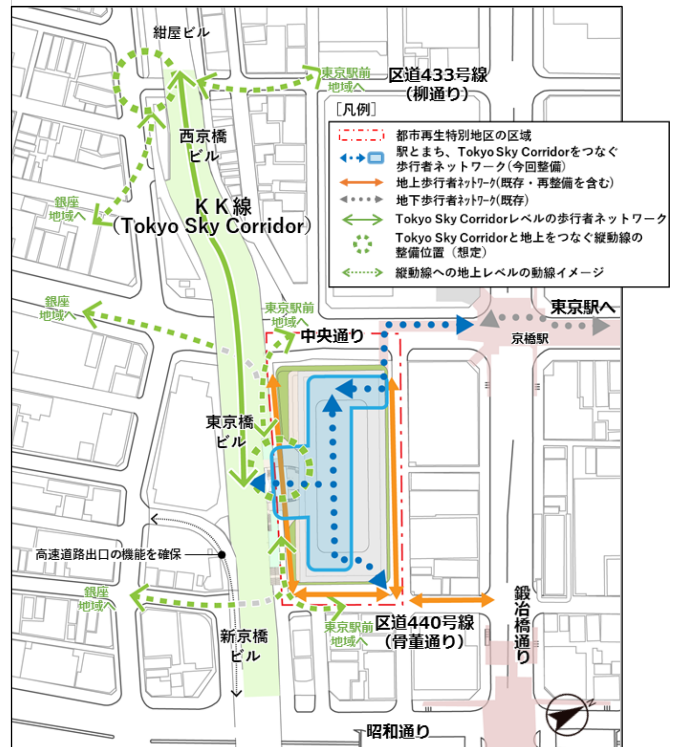 紺屋ビル
東京駅前
地域へ
区道433号線
(柳通り)
[凡例]
都市再生特別地区の区域
駅とまち、Tokyo Sky Corridorをつなぐ
歩行者ネットワーク(今回整備)
地上歩行者ﾈｯﾄﾜｰｸ(既存・再整備を含む)
地下歩行者ﾈｯﾄﾜｰｸ(既存)
Tokyo Sky Corridorレベルの歩行者ネットワーク
Tokyo Sky Corridorと地上をつなぐ縦動線の
整備位置（想定）
縦動線への地上レベルの動線イメージ
西京橋
ビル
銀座
地域へ
ＫＫ線
(Tokyo Sky Corridor)
銀座
地域へ
東京駅前
地域へ
中央通り
東京駅へ
京橋駅
東京橋
ビル
高速道路出口の機能を確保
銀座
地域へ
新京橋
ビル
東京駅前
地域へ
区道440号線
(骨董通り)
鍛冶橋通り
昭和通り
N